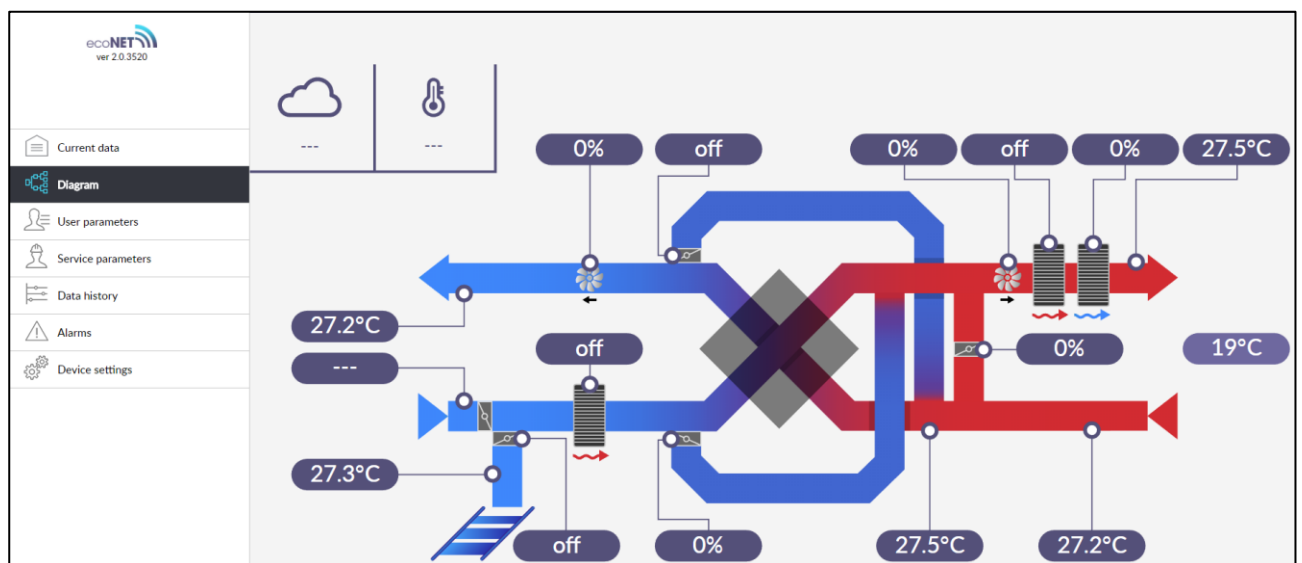 ecoNET
ver 2.0.3520
Current data
Diagram
User parameters
Service parameters
Data history
Alarms
Device settings
---
---
0%
off
0%
off
0%
27.5°C
27.2°C
---
off
0%
19°C
27.3°C
off
0%
27.5°C
27.2°C